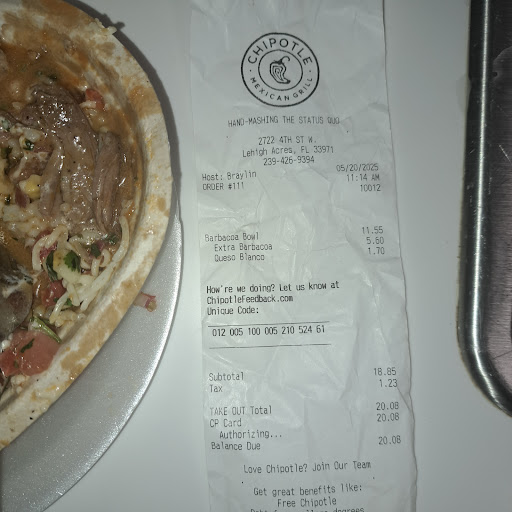 CHIPOTLE
MEXICAN GRILL
HAND-MASHING THE STATUS QUO
2722 4TH ST W.
Lehigh Acres, FL 33971
239-426-9394
Host: Braylin 05/20/2025
ORDER #111 11:14 AM
10012
Barbacoa Bowl 11.55
Extra Barbacoa 5.60
Queso Blanco 1.70
How're we doing? Let us know at
ChipotleFeedback.com
Unique Code:
012 005 100 005 210 524 61
Subtotal 18.85
Tax 1.23
TAKE OUT Total 20.08
CP Card 20.08
Authorizing...
Balance Due 20.08
Love Chipotle? Join Our Team
Get great benefits like:
Free Chipotle